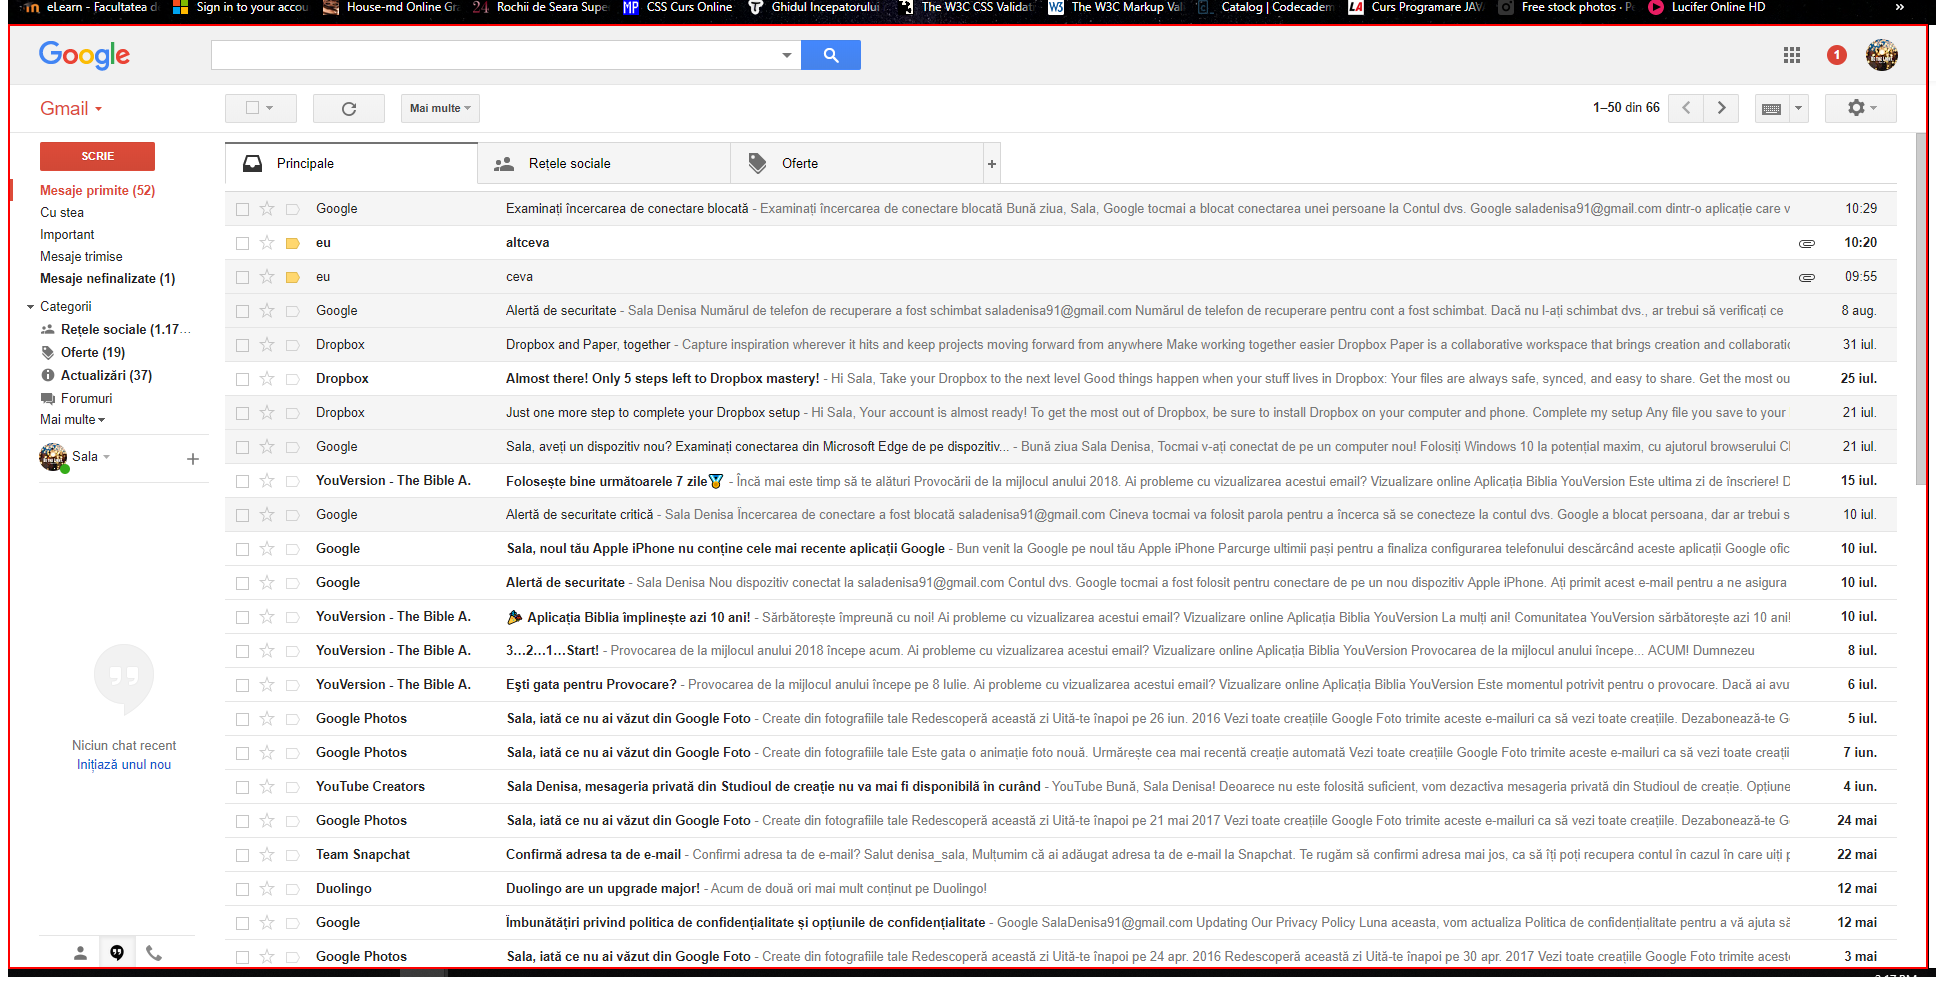 eLearn - Facultatea d
Sign in to your accou
House-md Online Gra
Rochii de Seara Supe
CSS Curs Online
Ghidul Incepatorului
The W3C CSS Validat
The W3C Markup Vali
Catalog | Codecadem
Curs Programare JAVA
Free stock photos · Pe
Lucifer Online HD
»
Google
1
Gmail
Mai multe
1–50 din 66
SCRIE
Principale
Rețele sociale
Oferte
+
Mesaje primite (52)
Cu stea
Important
Mesaje trimise
Mesaje nefinalizate (1)
Categorii
Rețele sociale (1.17…
Oferte (19)
Actualizări (37)
Forumuri
Mai multe
Sala
Niciun chat recent
Inițiază unul nou
Google Examinați încercarea de conectare blocată - Examinați încercarea de conectare blocată Bună ziua, Sala, Google tocmai a blocat conectarea unei persoane la Contul dvs. Google saladenisa91@gmail.com dintr-o aplicație care v 10:29
eu altceva 10:20
eu ceva 09:55
Google Alertă de securitate - Sala Denisa Numărul de telefon de recuperare a fost schimbat saladenisa91@gmail.com Numărul de telefon de recuperare pentru cont a fost schimbat. Dacă nu l-ați schimbat dvs., ar trebui să verificați ce 8 aug.
Dropbox Dropbox and Paper, together - Capture inspiration wherever it hits and keep projects moving forward from anywhere Make working together easier Dropbox Paper is a collaborative workspace that brings creation and collaboratio 31 iul.
Dropbox Almost there! Only 5 steps left to Dropbox mastery! - Hi Sala, Take your Dropbox to the next level Good things happen when your stuff lives in Dropbox: Your files are always safe, synced, and easy to share. Get the most ou 25 iul.
Dropbox Just one more step to complete your Dropbox setup - Hi Sala, Your account is almost ready! To get the most out of Dropbox, be sure to install Dropbox on your computer and phone. Complete my setup Any file you save to your 21 iul.
Google Sala, aveți un dispozitiv nou? Examinați conectarea din Microsoft Edge de pe dispozitiv... - Bună ziua Sala Denisa, Tocmai v-ați conectat de pe un computer nou! Folosiți Windows 10 la potențial maxim, cu ajutorul browserului Cl 21 iul.
YouVersion - The Bible A. Folosește bine următoarele 7 zile🏅 - Încă mai este timp să te alături Provocării de la mijlocul anului 2018. Ai probleme cu vizualizarea acestui email? Vizualizare online Aplicația Biblia YouVersion Este ultima zi de înscriere! D 15 iul.
Google Alertă de securitate critică - Sala Denisa Încercarea de conectare a fost blocată saladenisa91@gmail.com Cineva tocmai va folosit parola pentru a încerca să se conecteze la contul dvs. Google a blocat persoana, dar ar trebui s 10 iul.
Google Sala, noul tău Apple iPhone nu conține cele mai recente aplicații Google - Bun venit la Google pe noul tău Apple iPhone Parcurge ultimii pași pentru a finaliza configurarea telefonului descărcând aceste aplicații Google ofic 10 iul.
Google Alertă de securitate - Sala Denisa Nou dispozitiv conectat la saladenisa91@gmail.com Contul dvs. Google tocmai a fost folosit pentru conectare de pe un nou dispozitiv Apple iPhone. Ați primit acest e-mail pentru a ne asigura 10 iul.
YouVersion - The Bible A. 🎉 Aplicația Biblia împlinește azi 10 ani! - Sărbătorește împreună cu noi! Ai probleme cu vizualizarea acestui email? Vizualizare online Aplicația Biblia YouVersion La mulți ani! Comunitatea YouVersion sărbătorește azi 10 ani! 10 iul.
YouVersion - The Bible A. 3…2…1…Start! - Provocarea de la mijlocul anului 2018 începe acum. Ai probleme cu vizualizarea acestui email? Vizualizare online Aplicația Biblia YouVersion Provocarea de la mijlocul anului începe... ACUM! Dumnezeu 8 iul.
YouVersion - The Bible A. Ești gata pentru Provocare? - Provocarea de la mijlocul anului începe pe 8 Iulie. Ai probleme cu vizualizarea acestui email? Vizualizare online Aplicația Biblia YouVersion Este momentul potrivit pentru o provocare. Dacă ai avu 6 iul.
Google Photos Sala, iată ce nu ai văzut din Google Foto - Create din fotografiile tale Redescoperă această zi Uită-te înapoi pe 26 iun. 2016 Vezi toate creațiile Google Foto trimite aceste e-mailuri ca să vezi toate creațiile. Dezabonează-te G 5 iul.
Google Photos Sala, iată ce nu ai văzut din Google Foto - Create din fotografiile tale Este gata o animație foto nouă. Urmărește cea mai recentă creație automată Vezi toate creațiile Google Foto trimite aceste e-mailuri ca să vezi toate creații 7 iun.
YouTube Creators Sala Denisa, mesageria privată din Studioul de creație nu va mai fi disponibilă în curând - YouTube Bună, Sala Denisa! Deoarece nu este folosită suficient, vom dezactiva mesageria privată din Studioul de creație. Opțiune 4 iun.
Google Photos Sala, iată ce nu ai văzut din Google Foto - Create din fotografiile tale Redescoperă această zi Uită-te înapoi pe 21 mai 2017 Vezi toate creațiile Google Foto trimite aceste e-mailuri ca să vezi toate creațiile. Dezabonează-te G 24 mai
Team Snapchat Confirmă adresa ta de e-mail - Confirmi adresa ta de e-mail? Salut denisa_sala, Mulțumim că ai adăugat adresa ta de e-mail la Snapchat. Te rugăm să confirmi adresa mai jos, ca să îți poți recupera contul în cazul în care uiți p 22 mai
Duolingo Duolingo are un upgrade major! - Acum de două ori mai mult conținut pe Duolingo! 12 mai
Google Îmbunătățiri privind politica de confidențialitate și opțiunile de confidențialitate - Google SalaDenisa91@gmail.com Updating Our Privacy Policy Luna aceasta, vom actualiza Politica de confidențialitate pentru a vă ajuta să 12 mai
Google Photos Sala, iată ce nu ai văzut din Google Foto - Create din fotografiile tale Redescoperă această zi Uită-te înapoi pe 24 apr. 2016 Redescoperă această zi Uită-te înapoi pe 30 apr. 2017 Vezi toate creațiile Google Foto trimite acest 3 mai